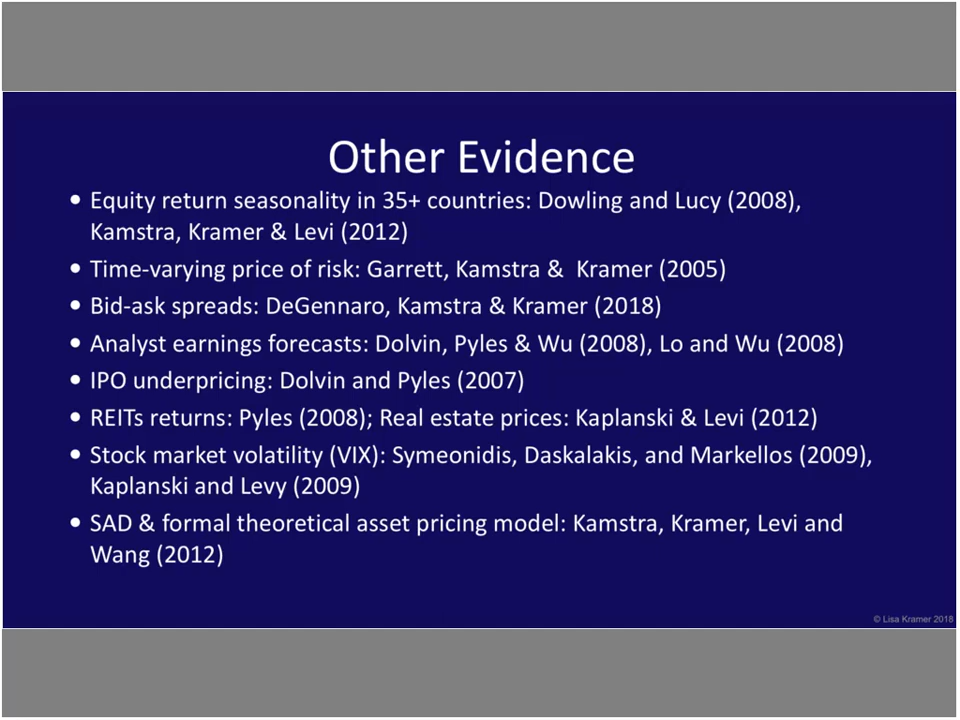 Other Evidence
• Equity return seasonality in 35+ countries: Dowling and Lucy (2008),
Kamstra, Kramer & Levi (2012)
• Time-varying price of risk: Garrett, Kamstra & Kramer (2005)
• Bid-ask spreads: DeGennaro, Kamstra & Kramer (2018)
• Analyst earnings forecasts: Dolvin, Pyles & Wu (2008), Lo and Wu (2008)
• IPO underpricing: Dolvin and Pyles (2007)
• REITs returns: Pyles (2008); Real estate prices: Kaplanski & Levi (2012)
• Stock market volatility (VIX): Symeonidis, Daskalakis, and Markellos (2009),
Kaplanski and Levy (2009)
• SAD & formal theoretical asset pricing model: Kamstra, Kramer, Levi and
Wang (2012)
© Lisa Kramer 2018